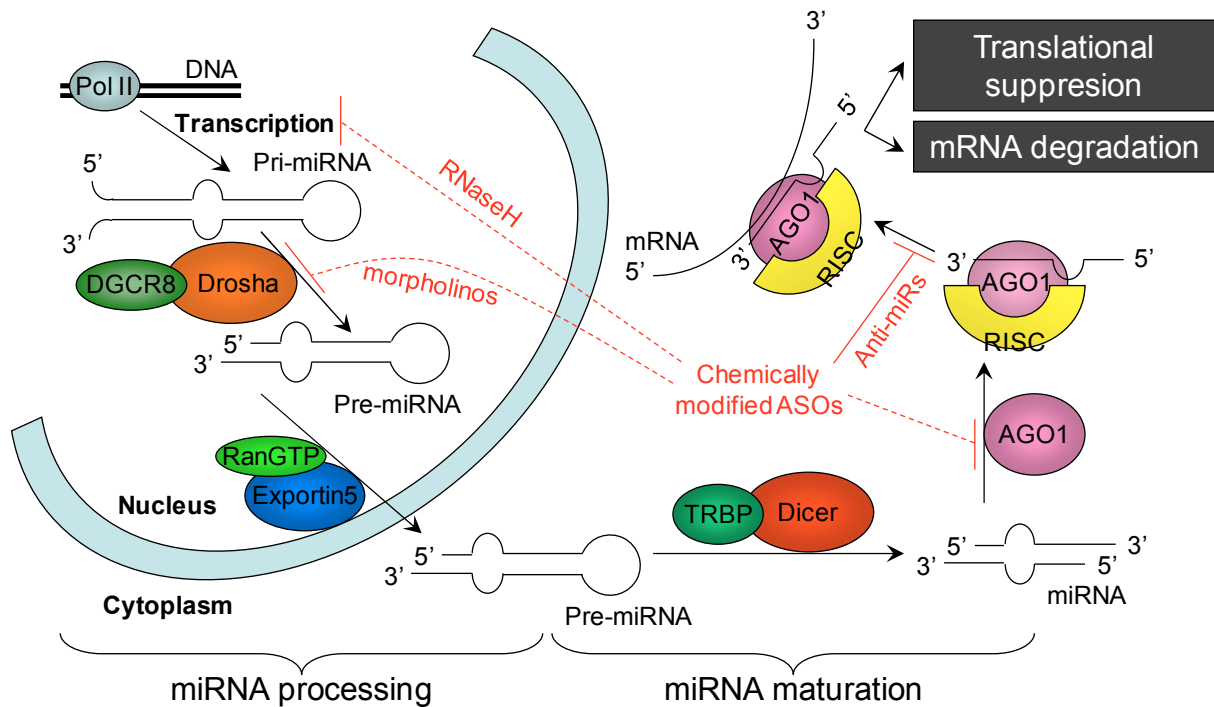 Pol II
DNA
Transcription
Pri-miRNA
5’
3’
DGCR8
Drosha
RNaseH
morpholinos
5’
3’
Pre-miRNA
RanGTP
Exportin5
Nucleus
Cytoplasm
5’
3’
Pre-miRNA
TRBP
Dicer
5’
3’
3’
5’
miRNA
AGO1
Chemically
modified ASOs
Anti-miRs
3’
AGO1
5’
RISC
3’
5’
AGO1
RISC
mRNA
5’
3’
Translational
suppresion
mRNA degradation
miRNA processing
miRNA maturation